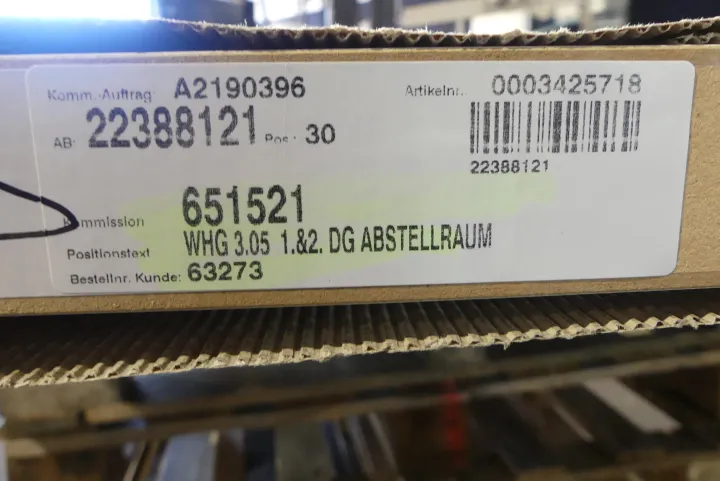 Komm.-Auftrag: A2190396 Artikelnr.: 0003425718
AB: 22388121 Pos.: 30
22388121
Kommission 651521
Positionstext WHG 3.05 1.&2. DG ABSTELLRAUM
Bestellnr. Kunde: 63273